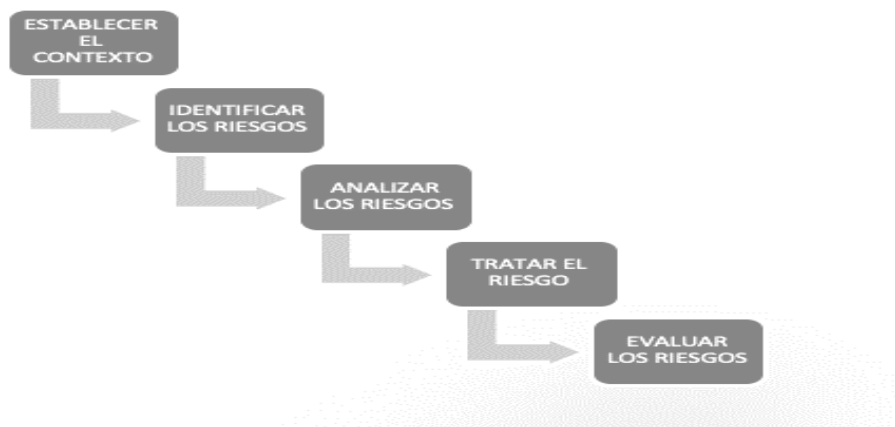 ESTABLECER
EL
CONTEXTO
IDENTIFICAR
LOS RIESGOS
ANALIZAR
LOS RIESGOS
TRATAR EL
RIESGO
EVALUAR
LOS RIESGOS